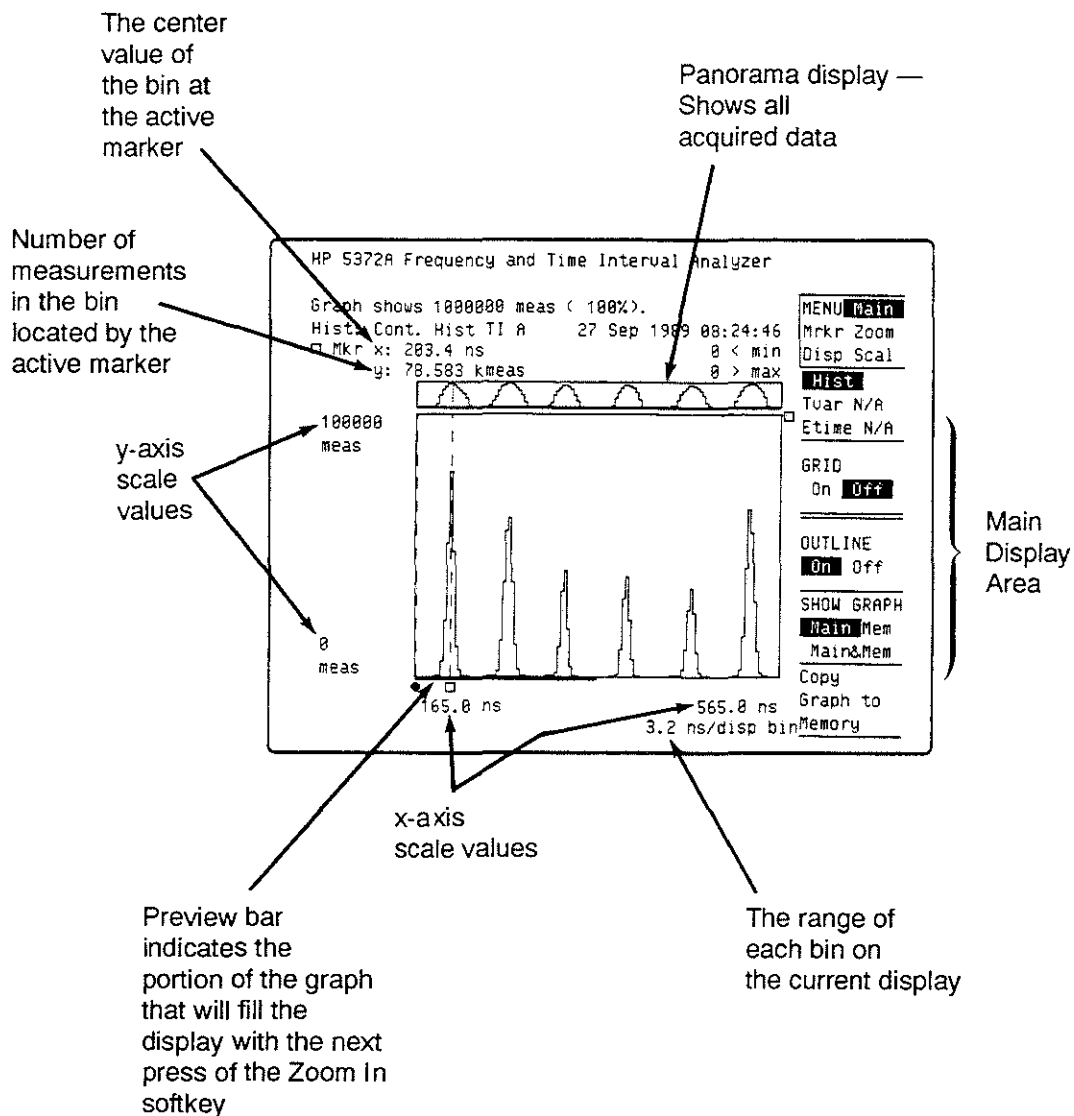 The center
value of
the bin at
the active
marker
Panorama display —
Shows all
acquired data
Number of
measurements
in the bin
located by the
active marker
HP 5372A Frequency and Time Interval Analyzer
Graph shows 1000000 meas ( 100%).
Hist: Cont. Hist TI A 27 Sep 1989 08:24:46
Mkr x: 203.4 ns 0 < min
y: 78.583 kmeas 0 > max
MENU Main
Mrkr Zoom
Disp Scal
Hist
Tvar N/A
Etime N/A
GRID
On Off
OUTLINE
On Off
SHOW GRAPH
Main Mem
Main&Mem
Copy
Graph to
Memory
y-axis
scale
values
100000
meas
0
meas
Main
Display
Area
165.0 ns 565.0 ns
3.2 ns/disp bin
x-axis
scale values
Preview bar
indicates the
portion of the graph
that will fill the
display with the next
press of the Zoom In
softkey
The range of
each bin on
the current display